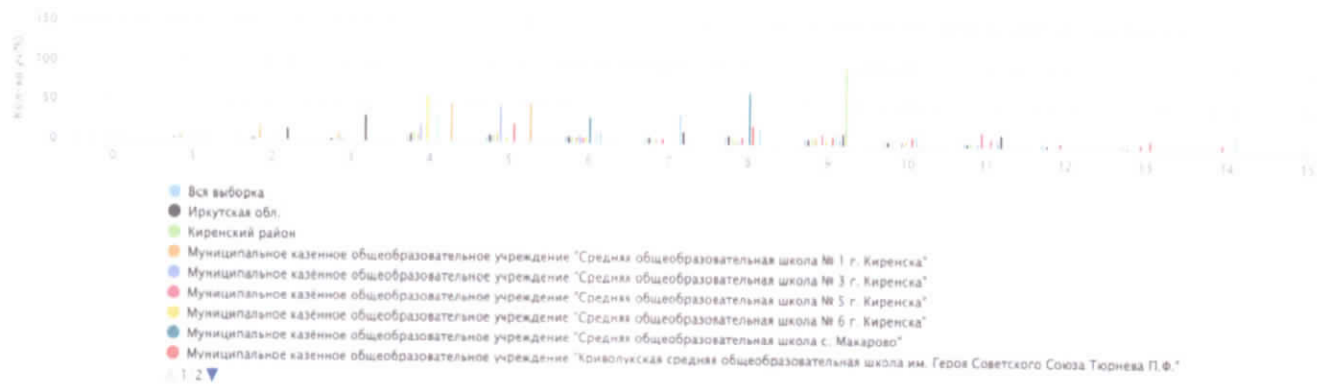 150
100
50
0
0 1 2 3 4 5 6 7 8 9 10 11 12 13 14 15
Вся выборка
Иркутская обл.
Киренский район
Муниципальное казенное общеобразовательное учреждение "Средняя общеобразовательная школа № 1 г. Киренска"
Муниципальное казённое общеобразовательное учреждение "Средняя общеобразовательная школа № 3 г. Киренска"
Муниципальное казённое общеобразовательное учреждение "Средняя общеобразовательная школа № 5 г. Киренска"
Муниципальное казённое общеобразовательное учреждение "Средняя общеобразовательная школа № 6 г. Киренска"
Муниципальное казённое общеобразовательное учреждение "Средняя общеобразовательная школа с. Макарово"
Муниципальное казенное общеобразовательное учреждение "Криволукская средняя общеобразовательная школа им. Героя Советского Союза Тюрнева П.Ф."
1 2